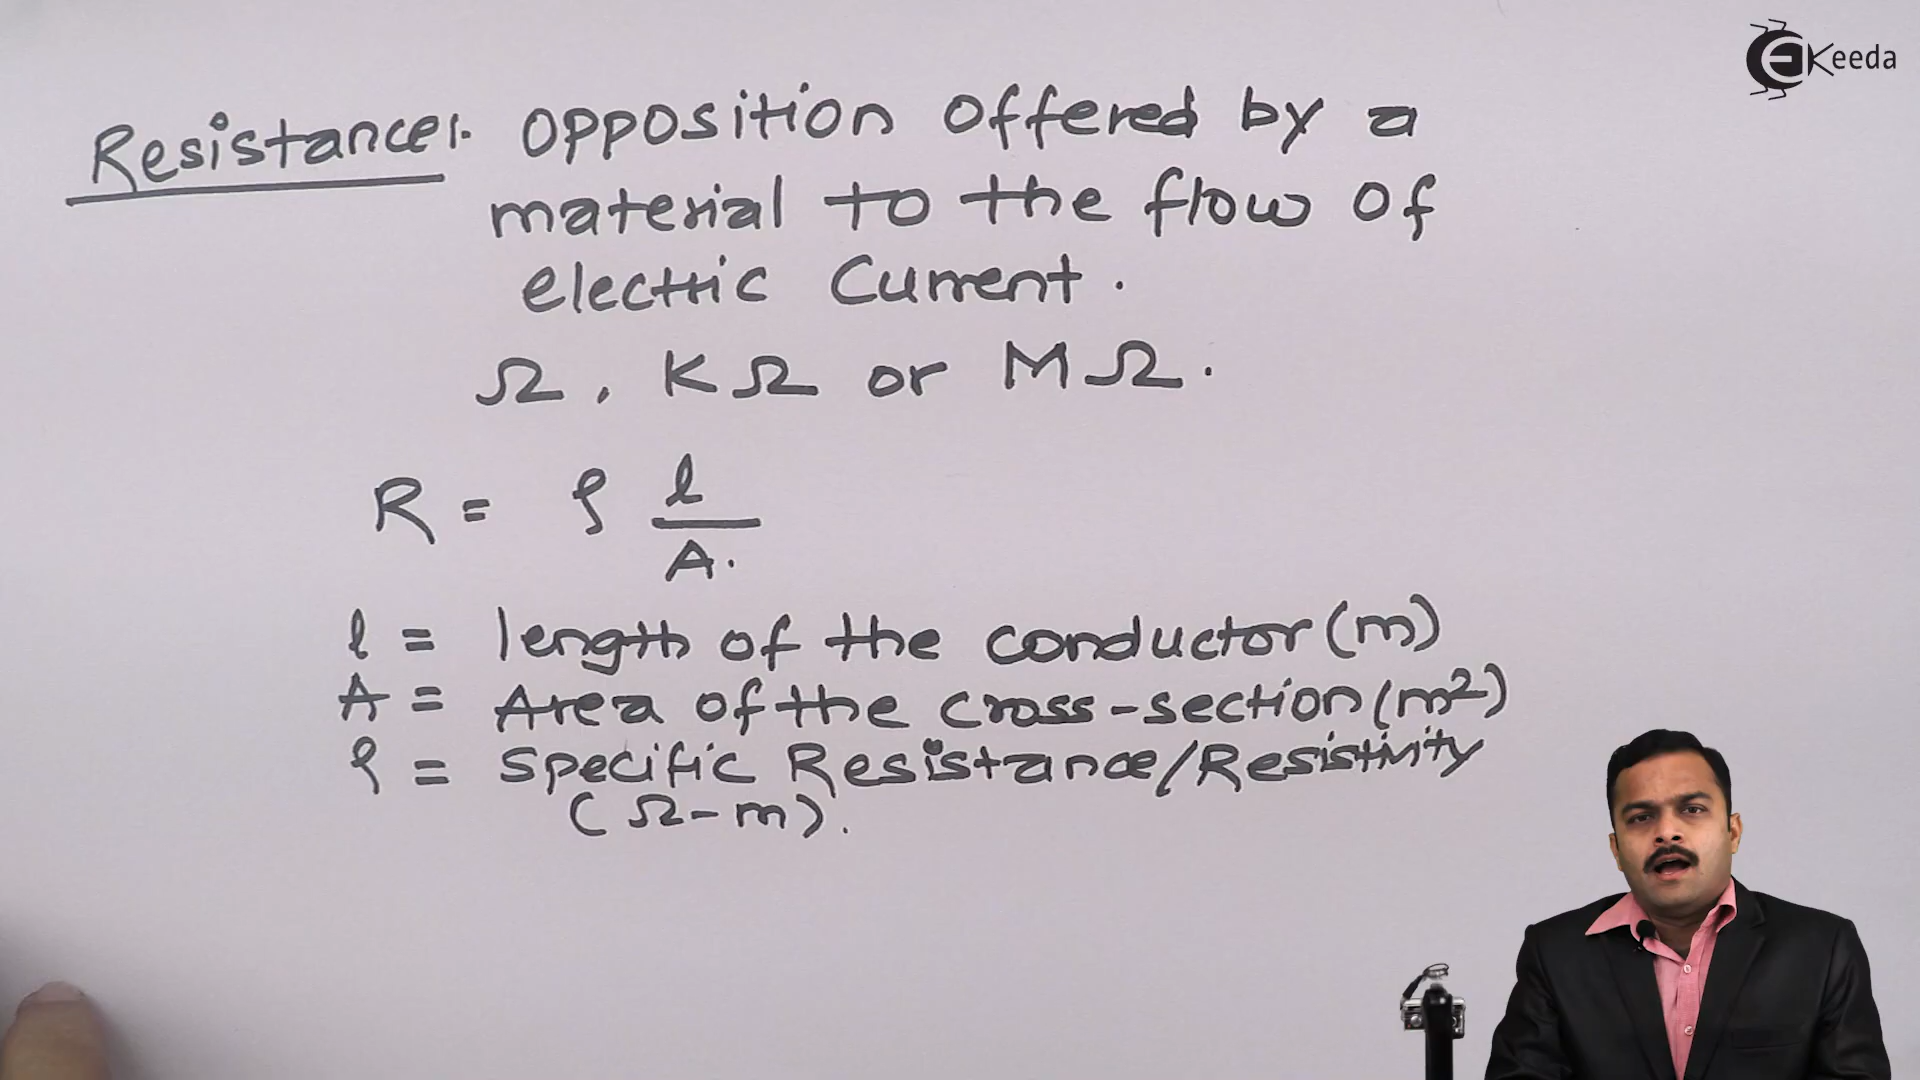 EKeeda
Resistance:- Opposition offered by a
material to the flow of
electric Current.
Ω, KΩ or MΩ.
R = ρ l/A.
l = length of the conductor (m)
A = Area of the cross-section (m²)
ρ = Specific Resistance/Resistivity
(Ω-m).